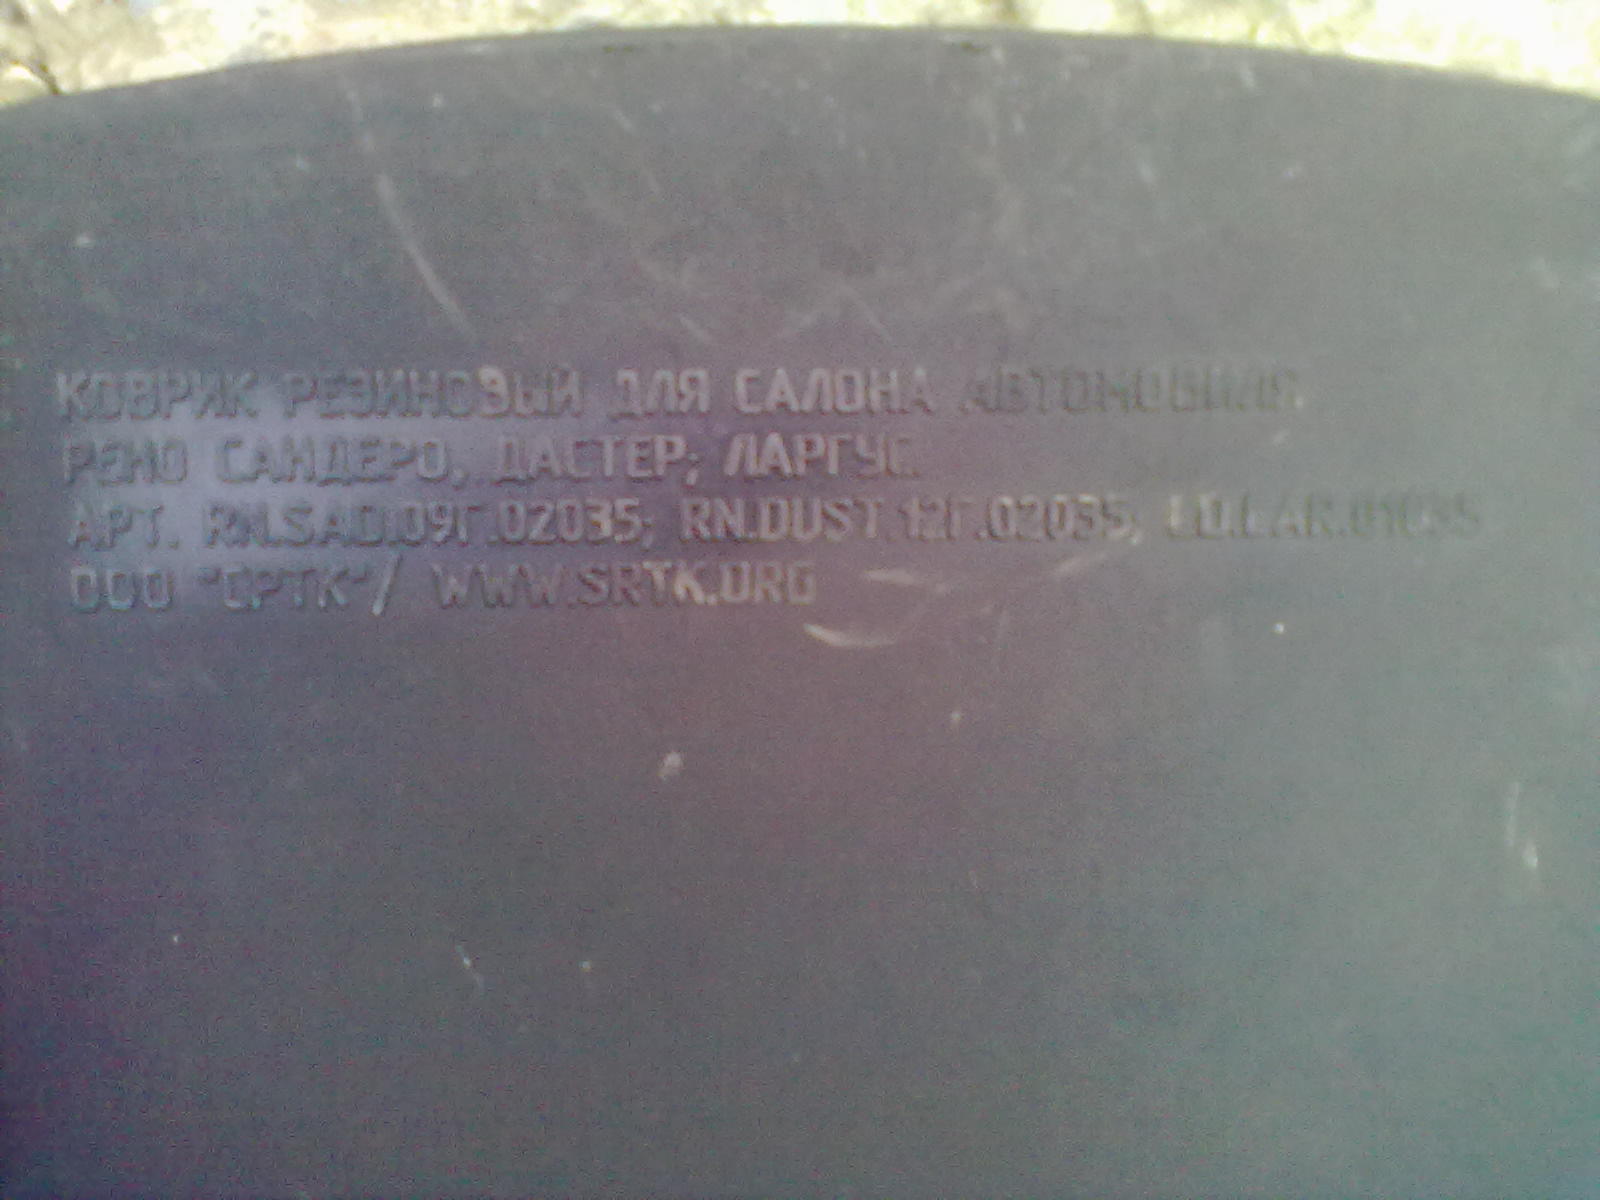 КОВРИК РЕЗИНОВЫЙ ДЛЯ САЛОНА АВТОМОБИЛЯ
РЕНО САНДЕРО, ДАСТЕР; ЛАРГУС
АРТ. RN.SAD.09Г.02035; RN.DUST.12Г.02035;
ООО "СРТК"/ WWW.SRTK.ORG